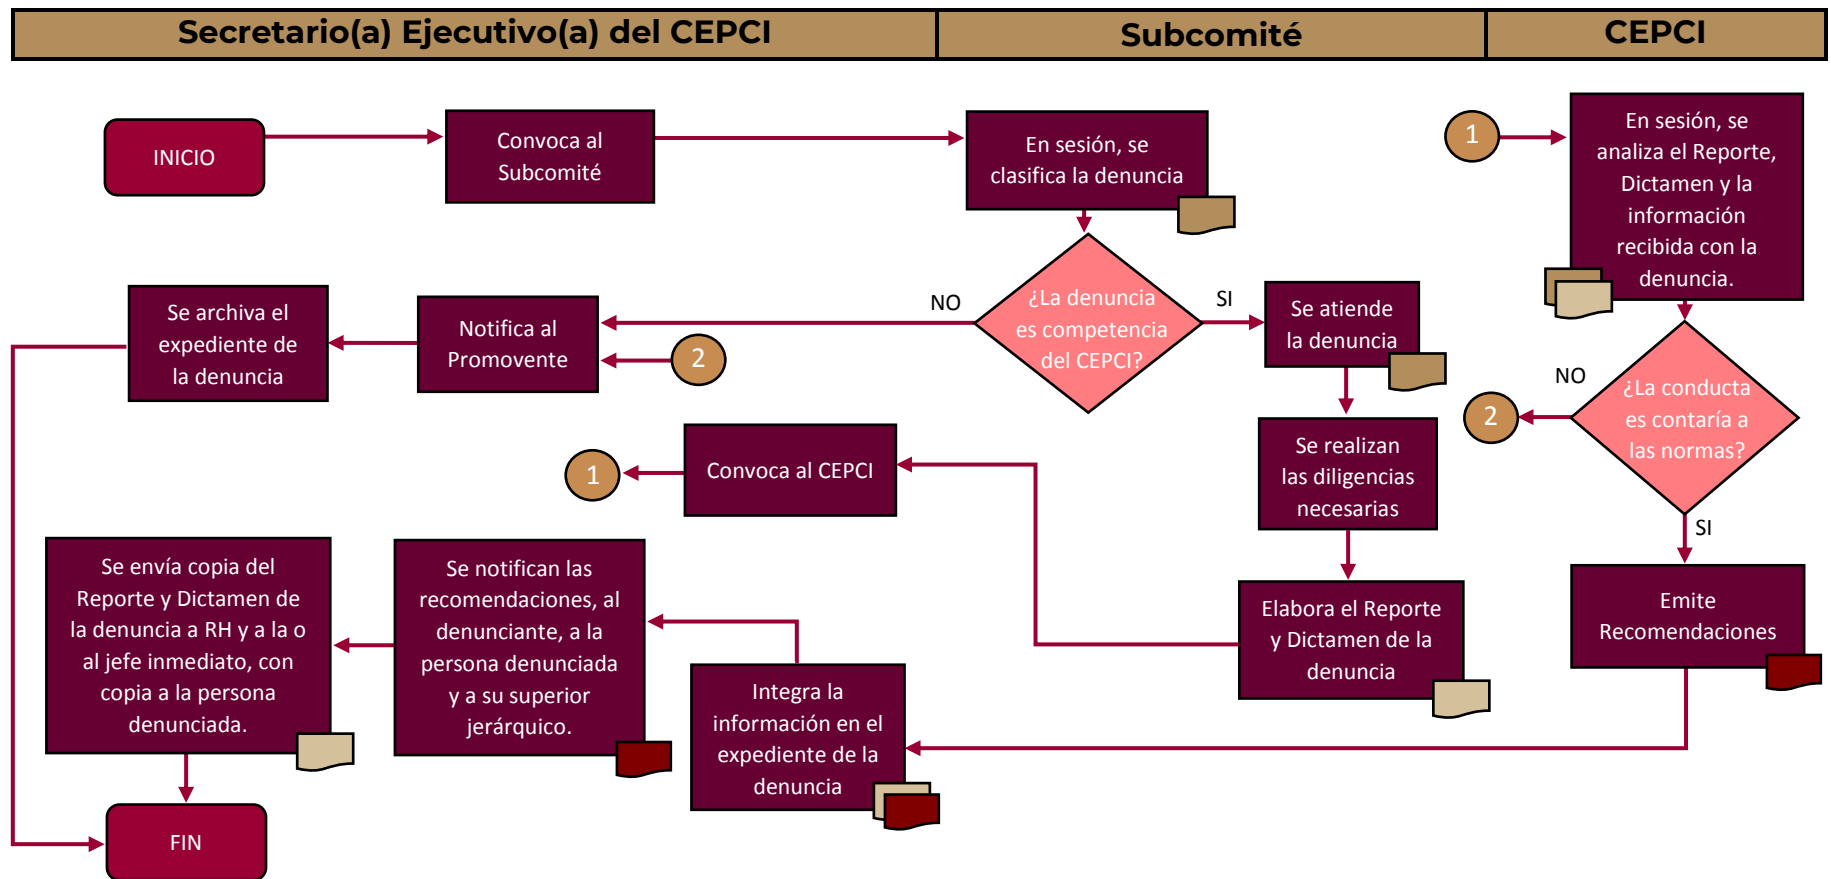 Secretario(a) Ejecutivo(a) del CEPCI
Subcomité
CEPCI
INICIO
Convoca al
Subcomité
En sesión, se
clasifica la denuncia
1
En sesión, se
analiza el Reporte,
Dictamen y la
información
recibida con la
denuncia.
¿La denuncia
es competencia
del CEPCI?
NO
SI
Se atiende
la denuncia
Notifica al
Promovente
2
Se archiva el
expediente de
la denuncia
¿La conducta
es contaría a
las normas?
NO
2
SI
Se realizan
las diligencias
necesarias
Convoca al CEPCI
1
Elabora el Reporte
y Dictamen de la
denuncia
Emite
Recomendaciones
Integra la
información en el
expediente de la
denuncia
Se notifican las
recomendaciones, al
denunciante, a la
persona denunciada
y a su superior
jerárquico.
Se envía copia del
Reporte y Dictamen de
la denuncia a RH y a la o
al jefe inmediato, con
copia a la persona
denunciada.
FIN